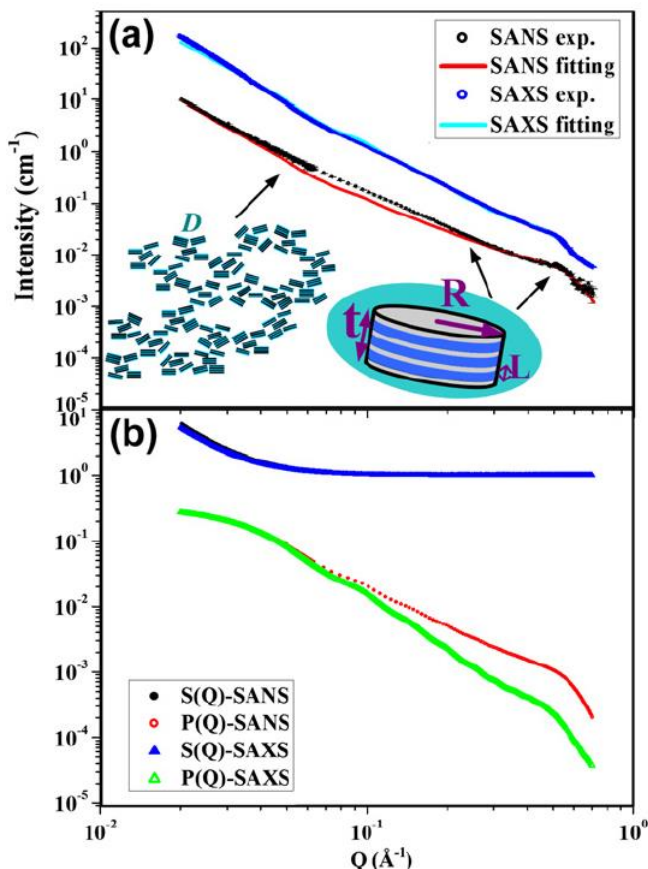 (a)
SANS exp.
SANS fitting
SAXS exp.
SAXS fitting
10²
10¹
10⁰
10⁻¹
10⁻²
10⁻³
10⁻⁴
10⁻⁵
Intensity (cm⁻¹)
D
R
t
L
(b)
10¹
10⁰
10⁻¹
10⁻²
10⁻³
10⁻⁴
10⁻⁵
S(Q)-SANS
P(Q)-SANS
S(Q)-SAXS
P(Q)-SAXS
10⁻² 10⁻¹ 10⁰
Q (Å⁻¹)